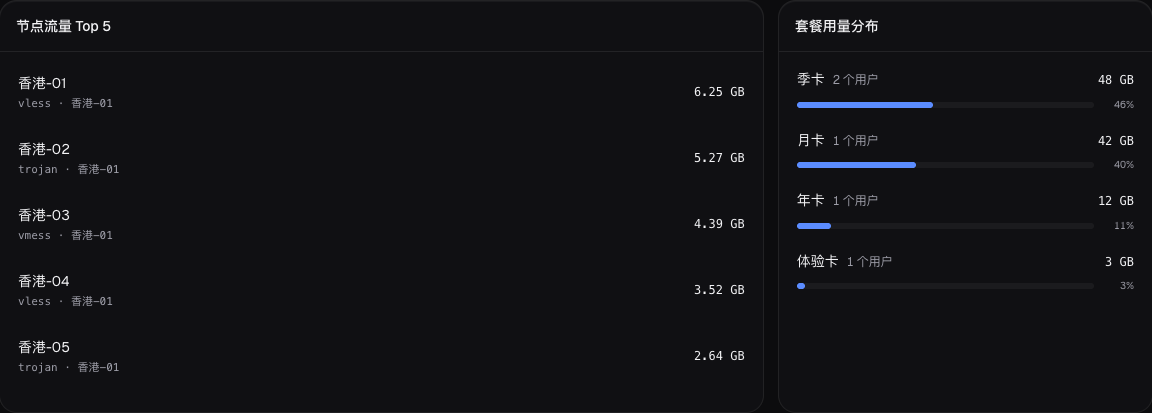 节点流量 Top 5
香港-01
vless · 香港-01
6.25 GB
香港-02
trojan · 香港-01
5.27 GB
香港-03
vmess · 香港-01
4.39 GB
香港-04
vless · 香港-01
3.52 GB
香港-05
trojan · 香港-01
2.64 GB
套餐用量分布
季卡 2 个用户 48 GB
46%
月卡 1 个用户 42 GB
40%
年卡 1 个用户 12 GB
11%
体验卡 1 个用户 3 GB
3%